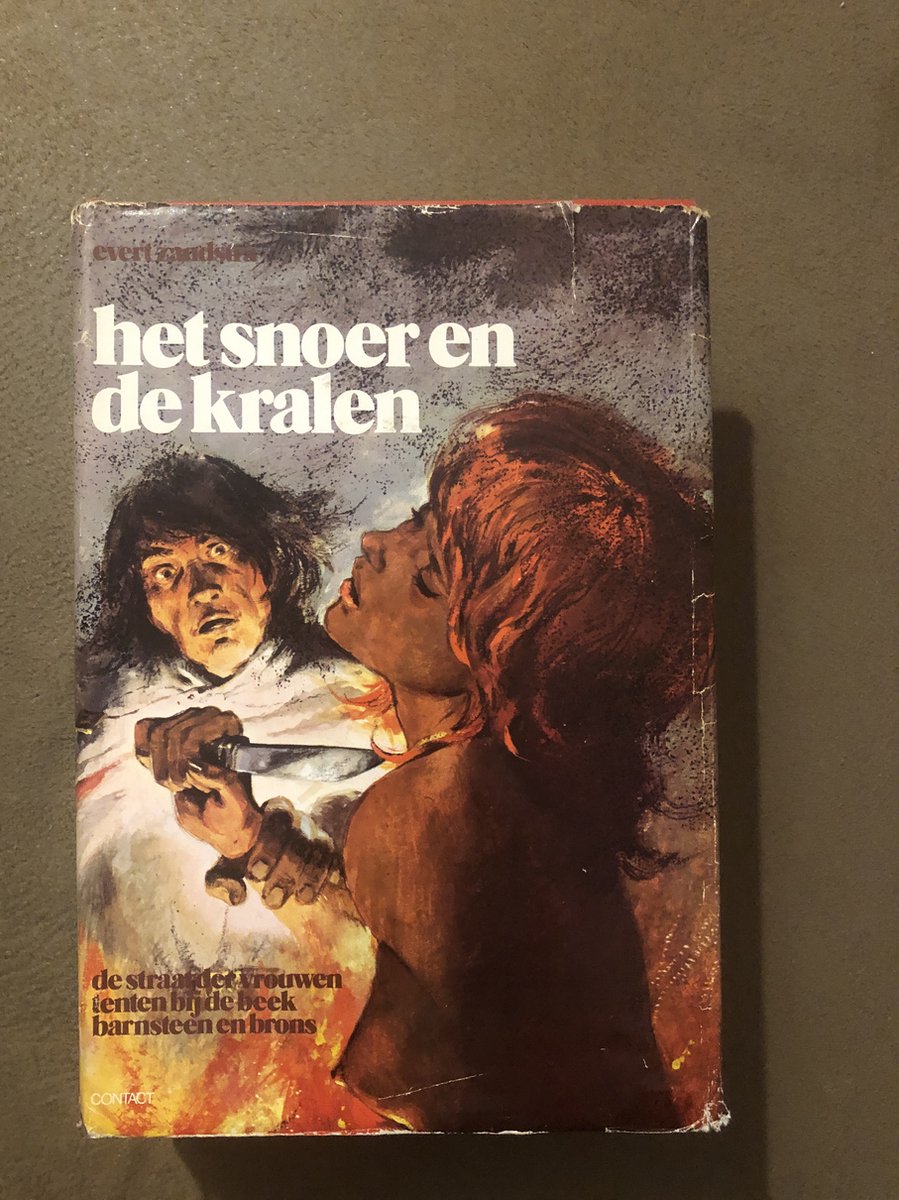 evert zandstra
het snoer en
de kralen
de straat der vrouwen
tenten bij de beek
barnsteen en brons
CONTACT